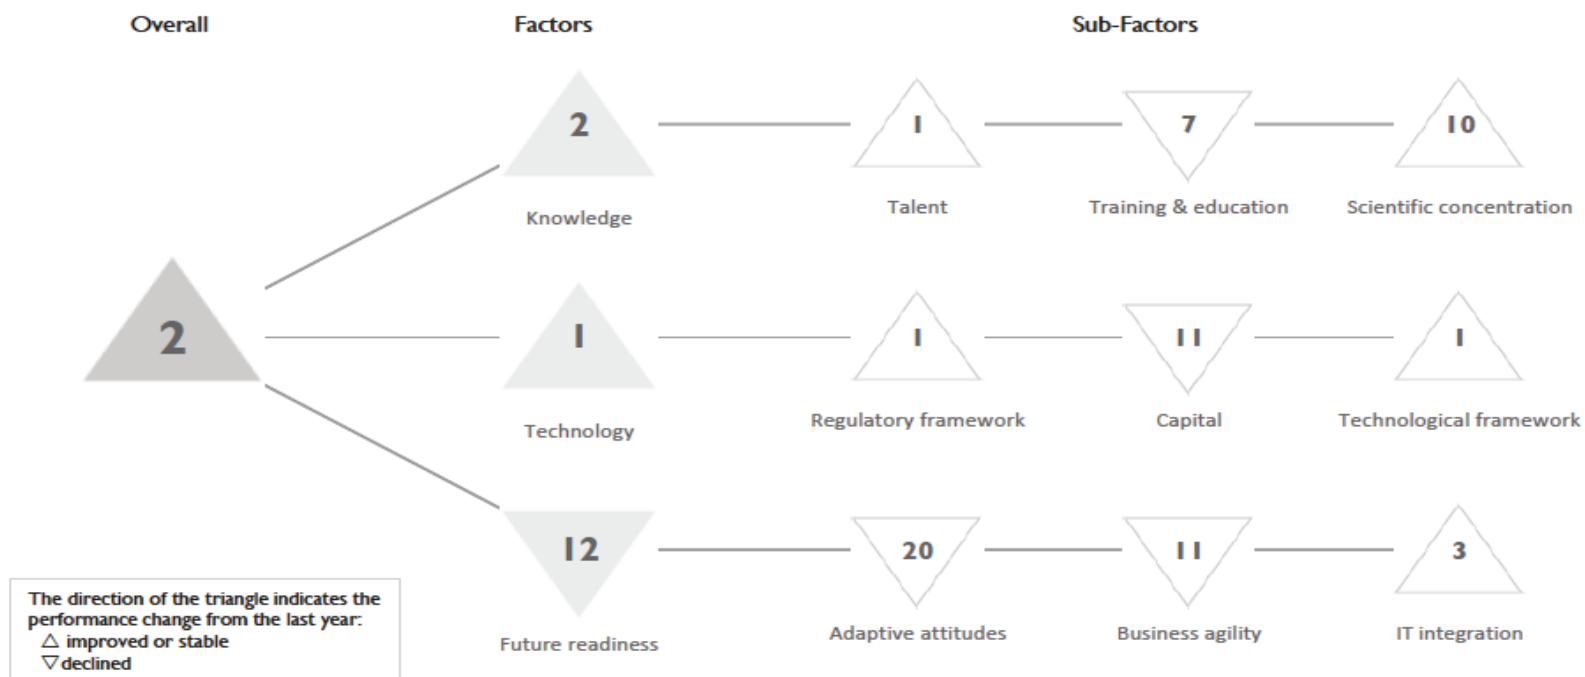 Overall Factors Sub-Factors
2 1 7 10
Knowledge Talent Training & education Scientific concentration
2
1 1 11 1
Technology Regulatory framework Capital Technological framework
12 20 11 3
Future readiness Adaptive attitudes Business agility IT integration
The direction of the triangle indicates the
performance change from the last year:
△ improved or stable
▽ declined